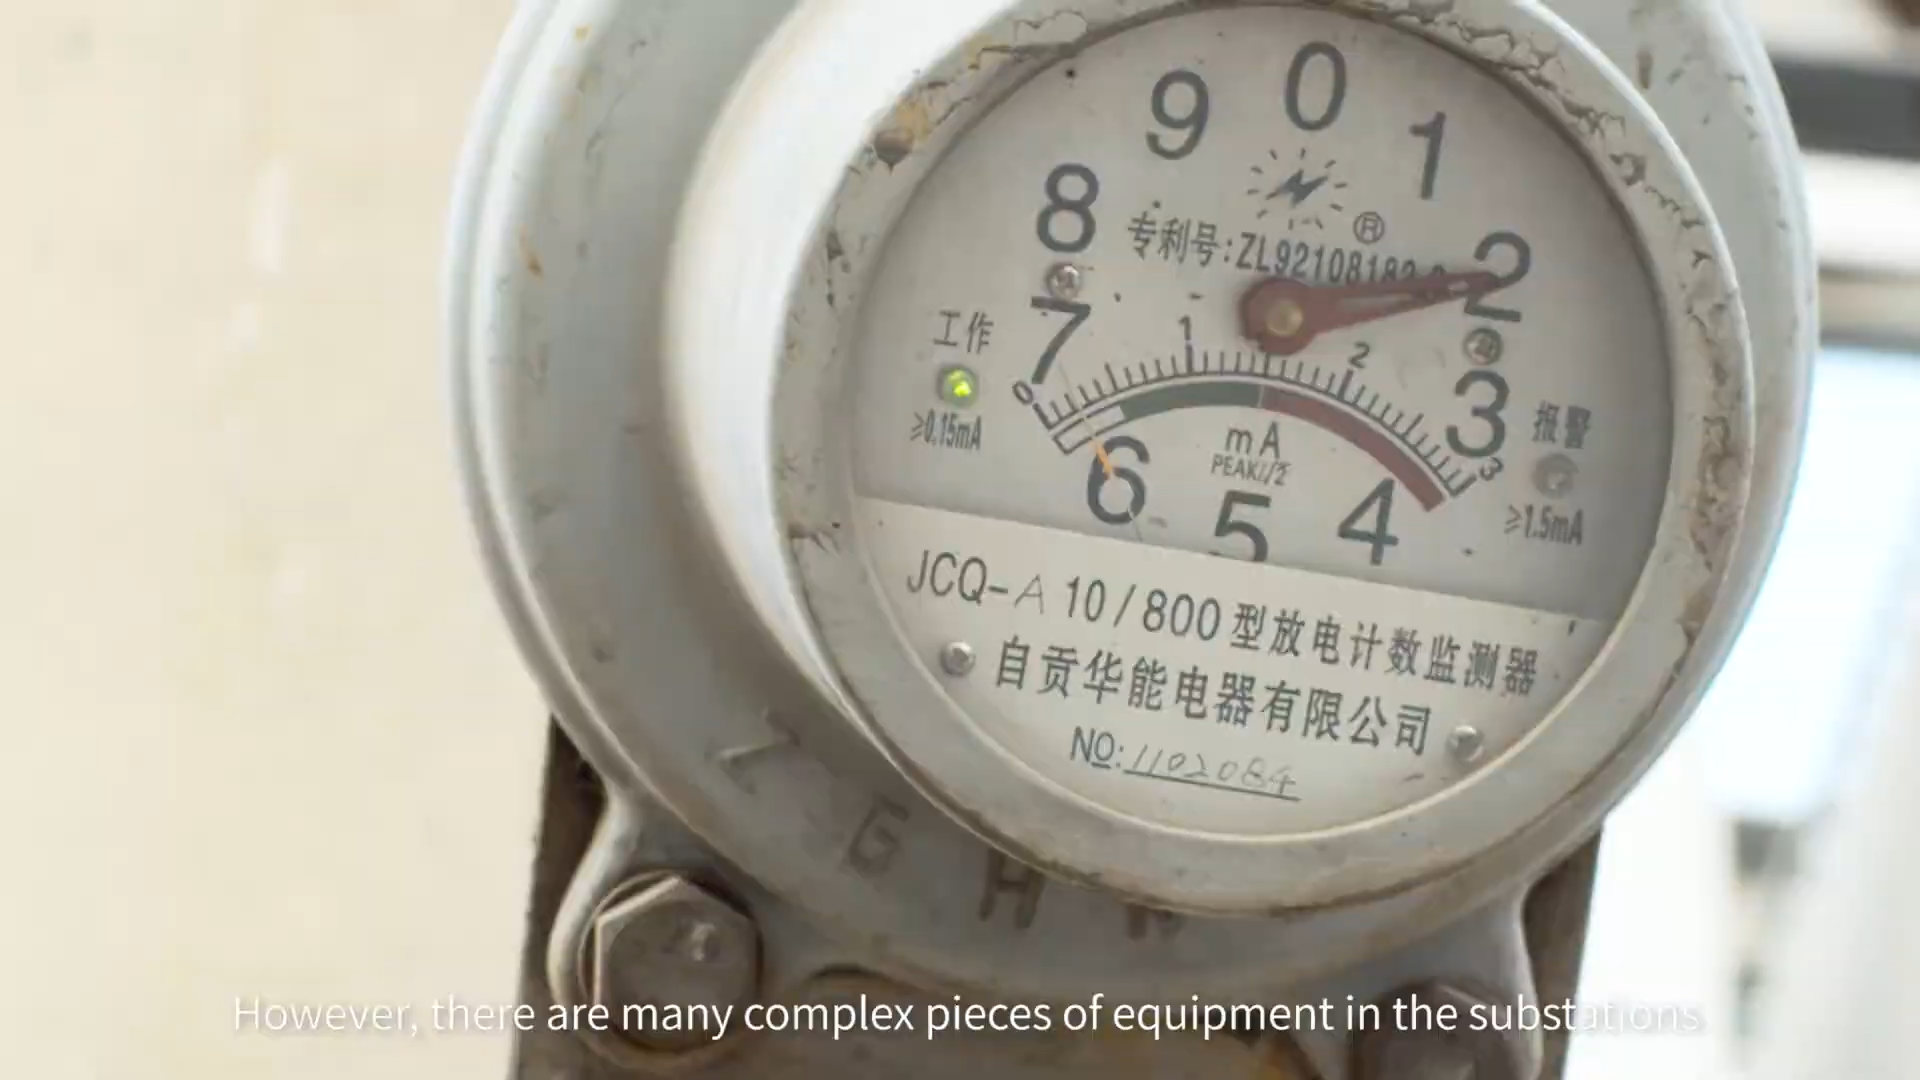 0
9
1
8
2
®
专利号:ZL92108182
7
工作
1
2
3
0
≥0.15mA
mA
PEAK/√2
3
报警
≥1.5mA
6
5
4
JCQ-A 10/800型放电计数监测器
自贡华能电器有限公司
NO:1102084
Z G H N
However, there are many complex pieces of equipment in the substations